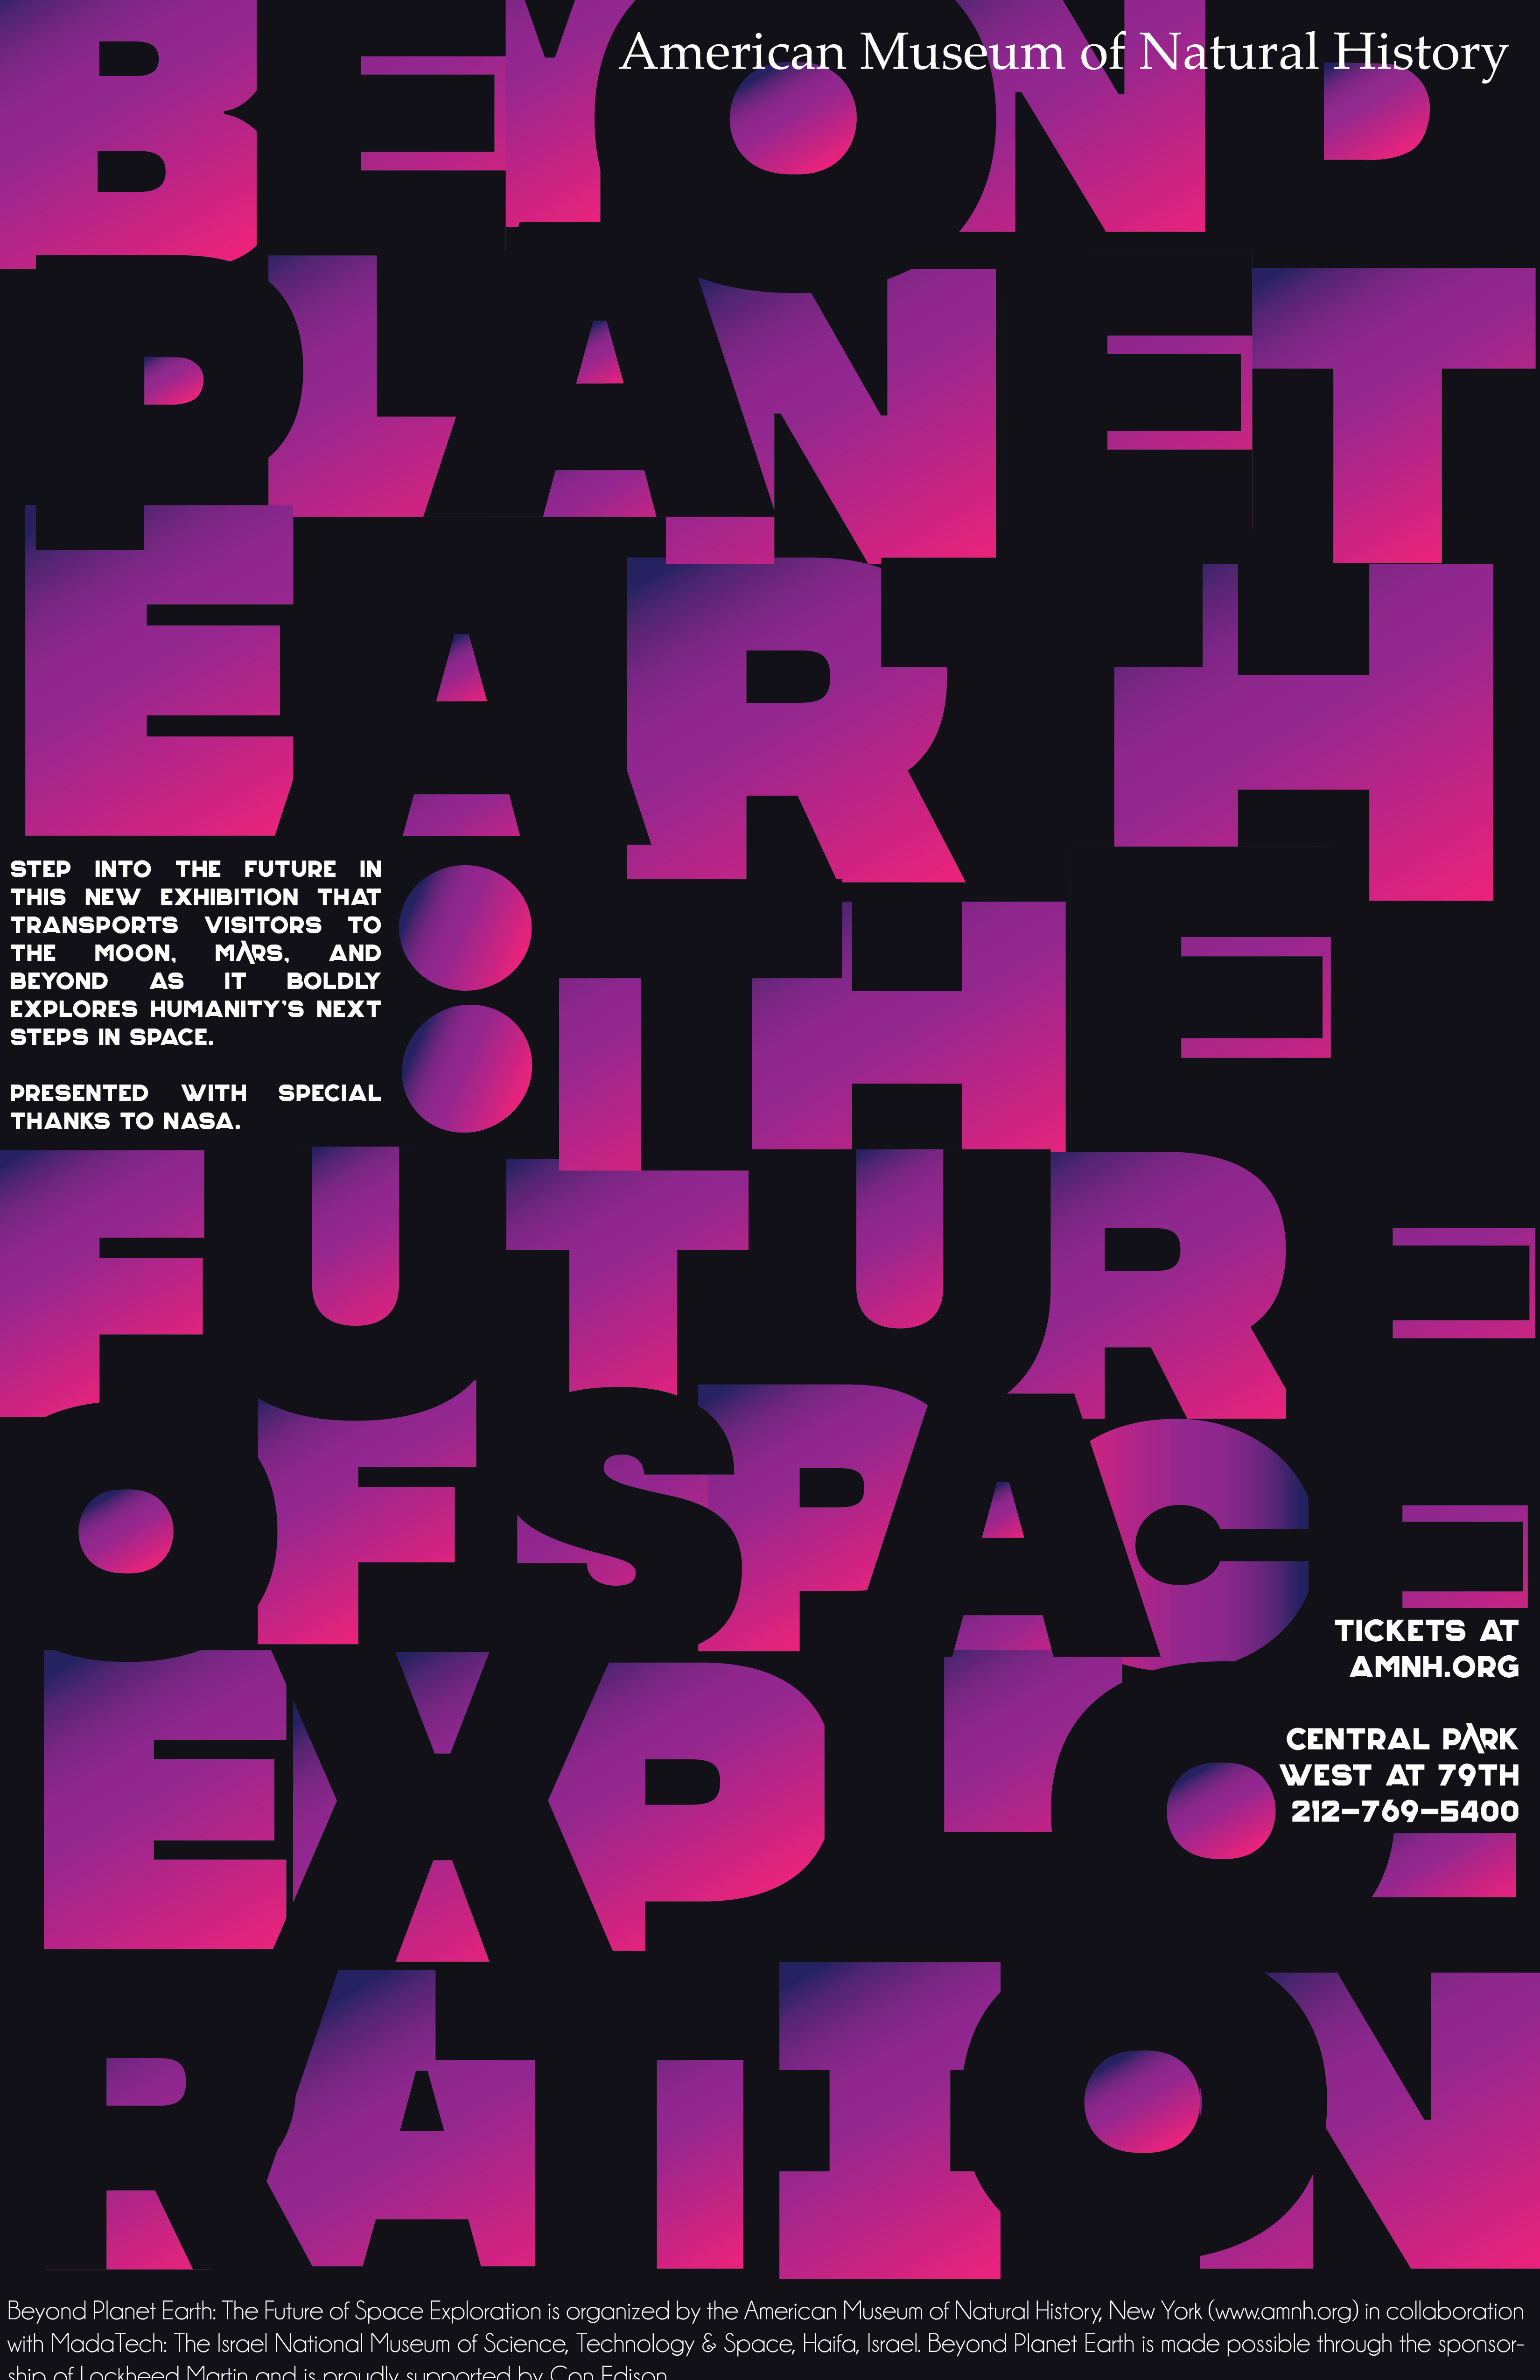 American Museum of Natural History
BEYOND
PLANET
EARTH
STEP INTO THE FUTURE IN
THIS NEW EXHIBITION THAT
TRANSPORTS VISITORS TO
THE MOON, MARS, AND
BEYOND AS IT BOLDLY
EXPLORES HUMANITY'S NEXT
STEPS IN SPACE.
PRESENTED WITH SPECIAL
THANKS TO NASA.
: THE
FUTURE
OF SPACE
TICKETS AT
AMNH.ORG
EXPLO
CENTRAL PARK
WEST AT 79TH
212-769-5400
RATION
Beyond Planet Earth: The Future of Space Exploration is organized by the American Museum of Natural History, New York (www.amnh.org) in collaboration
with MadaTech: The Israel National Museum of Science, Technology & Space, Haifa, Israel. Beyond Planet Earth is made possible through the sponsor-
ship of Lockheed Martin and is proudly supported by Con Edison